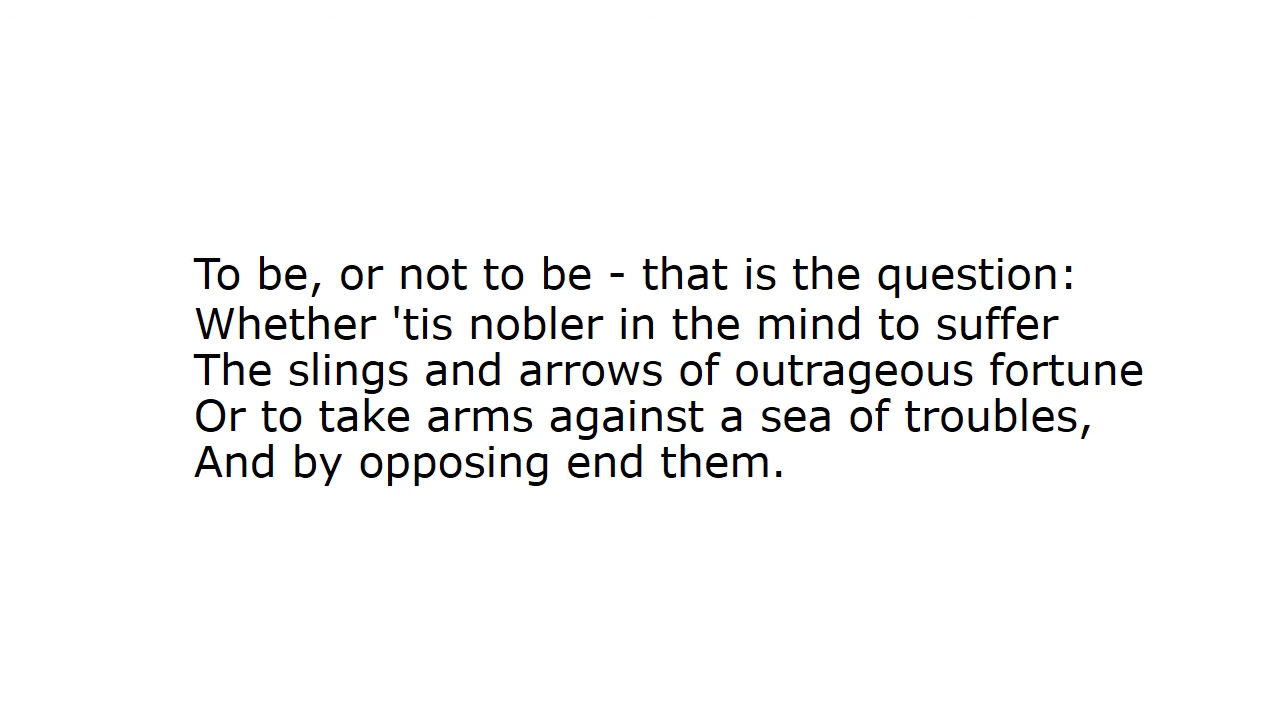 To be, or not to be - that is the question:
Whether 'tis nobler in the mind to suffer
The slings and arrows of outrageous fortune
Or to take arms against a sea of troubles,
And by opposing end them.